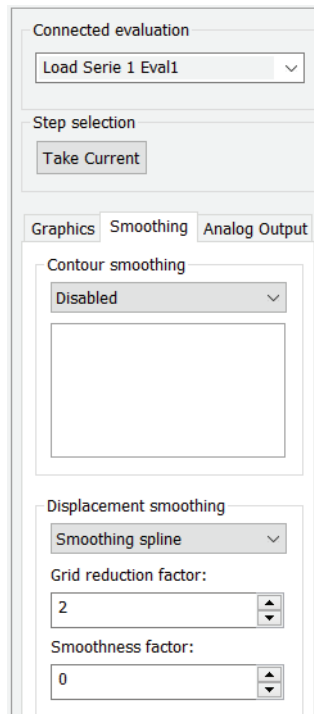 Connected evaluation
Load Serie 1 Eval1
Step selection
Take Current
Graphics Smoothing Analog Output
Contour smoothing
Disabled
Displacement smoothing
Smoothing spline
Grid reduction factor:
2
Smoothness factor:
0